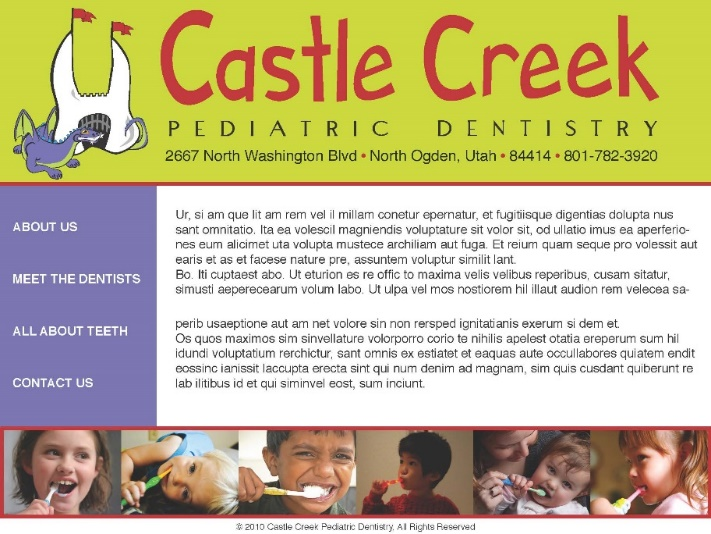 Castle Creek
PEDIATRIC DENTISTRY
2667 North Washington Blvd • North Ogden, Utah • 84414 • 801-782-3920
ABOUT US
MEET THE DENTISTS
ALL ABOUT TEETH
CONTACT US
Ur, si am que lit am rem vel il millam conetur epernatur, et fugitiisque digentias dolupta nus
sant omnitatio. Ita ea volescil magniendis voluptature sit volor sit, od ullatio imus ea aperferio-
nes eum alicimet uta volupta mustece archiliam aut fuga. Et reium quam seque pro volessit aut
earis et as et facese nature pre, assuntem voluptur similit lant.
Bo. Iti cuptaest abo. Ut eturion es re offic to maxima velis velibus reperibus, cusam sitatur,
simusti aeperecearum volum labo. Ut ulpa vel mos nostiorem hil illaut audion rem velecea sa-
perib usaeptione aut am net volore sin non rersped ignitatianis exerum si dem et.
Os quos maximos sim sinvellature volorporro corio te nihilis apelest otatia ereperum sum hil
idundi voluptatium rerchictur, sant omnis ex estiatet et eaquas aute occullabores quiatem endit
eossinc ianissit laccupta erecta sint qui num denim ad magnam, sim quis cusdant quiberunt re
lab ilitibus id et qui siminvel eost, sum inciunt.
© 2010 Castle Creek Pediatric Dentistry, All Rights Reserved